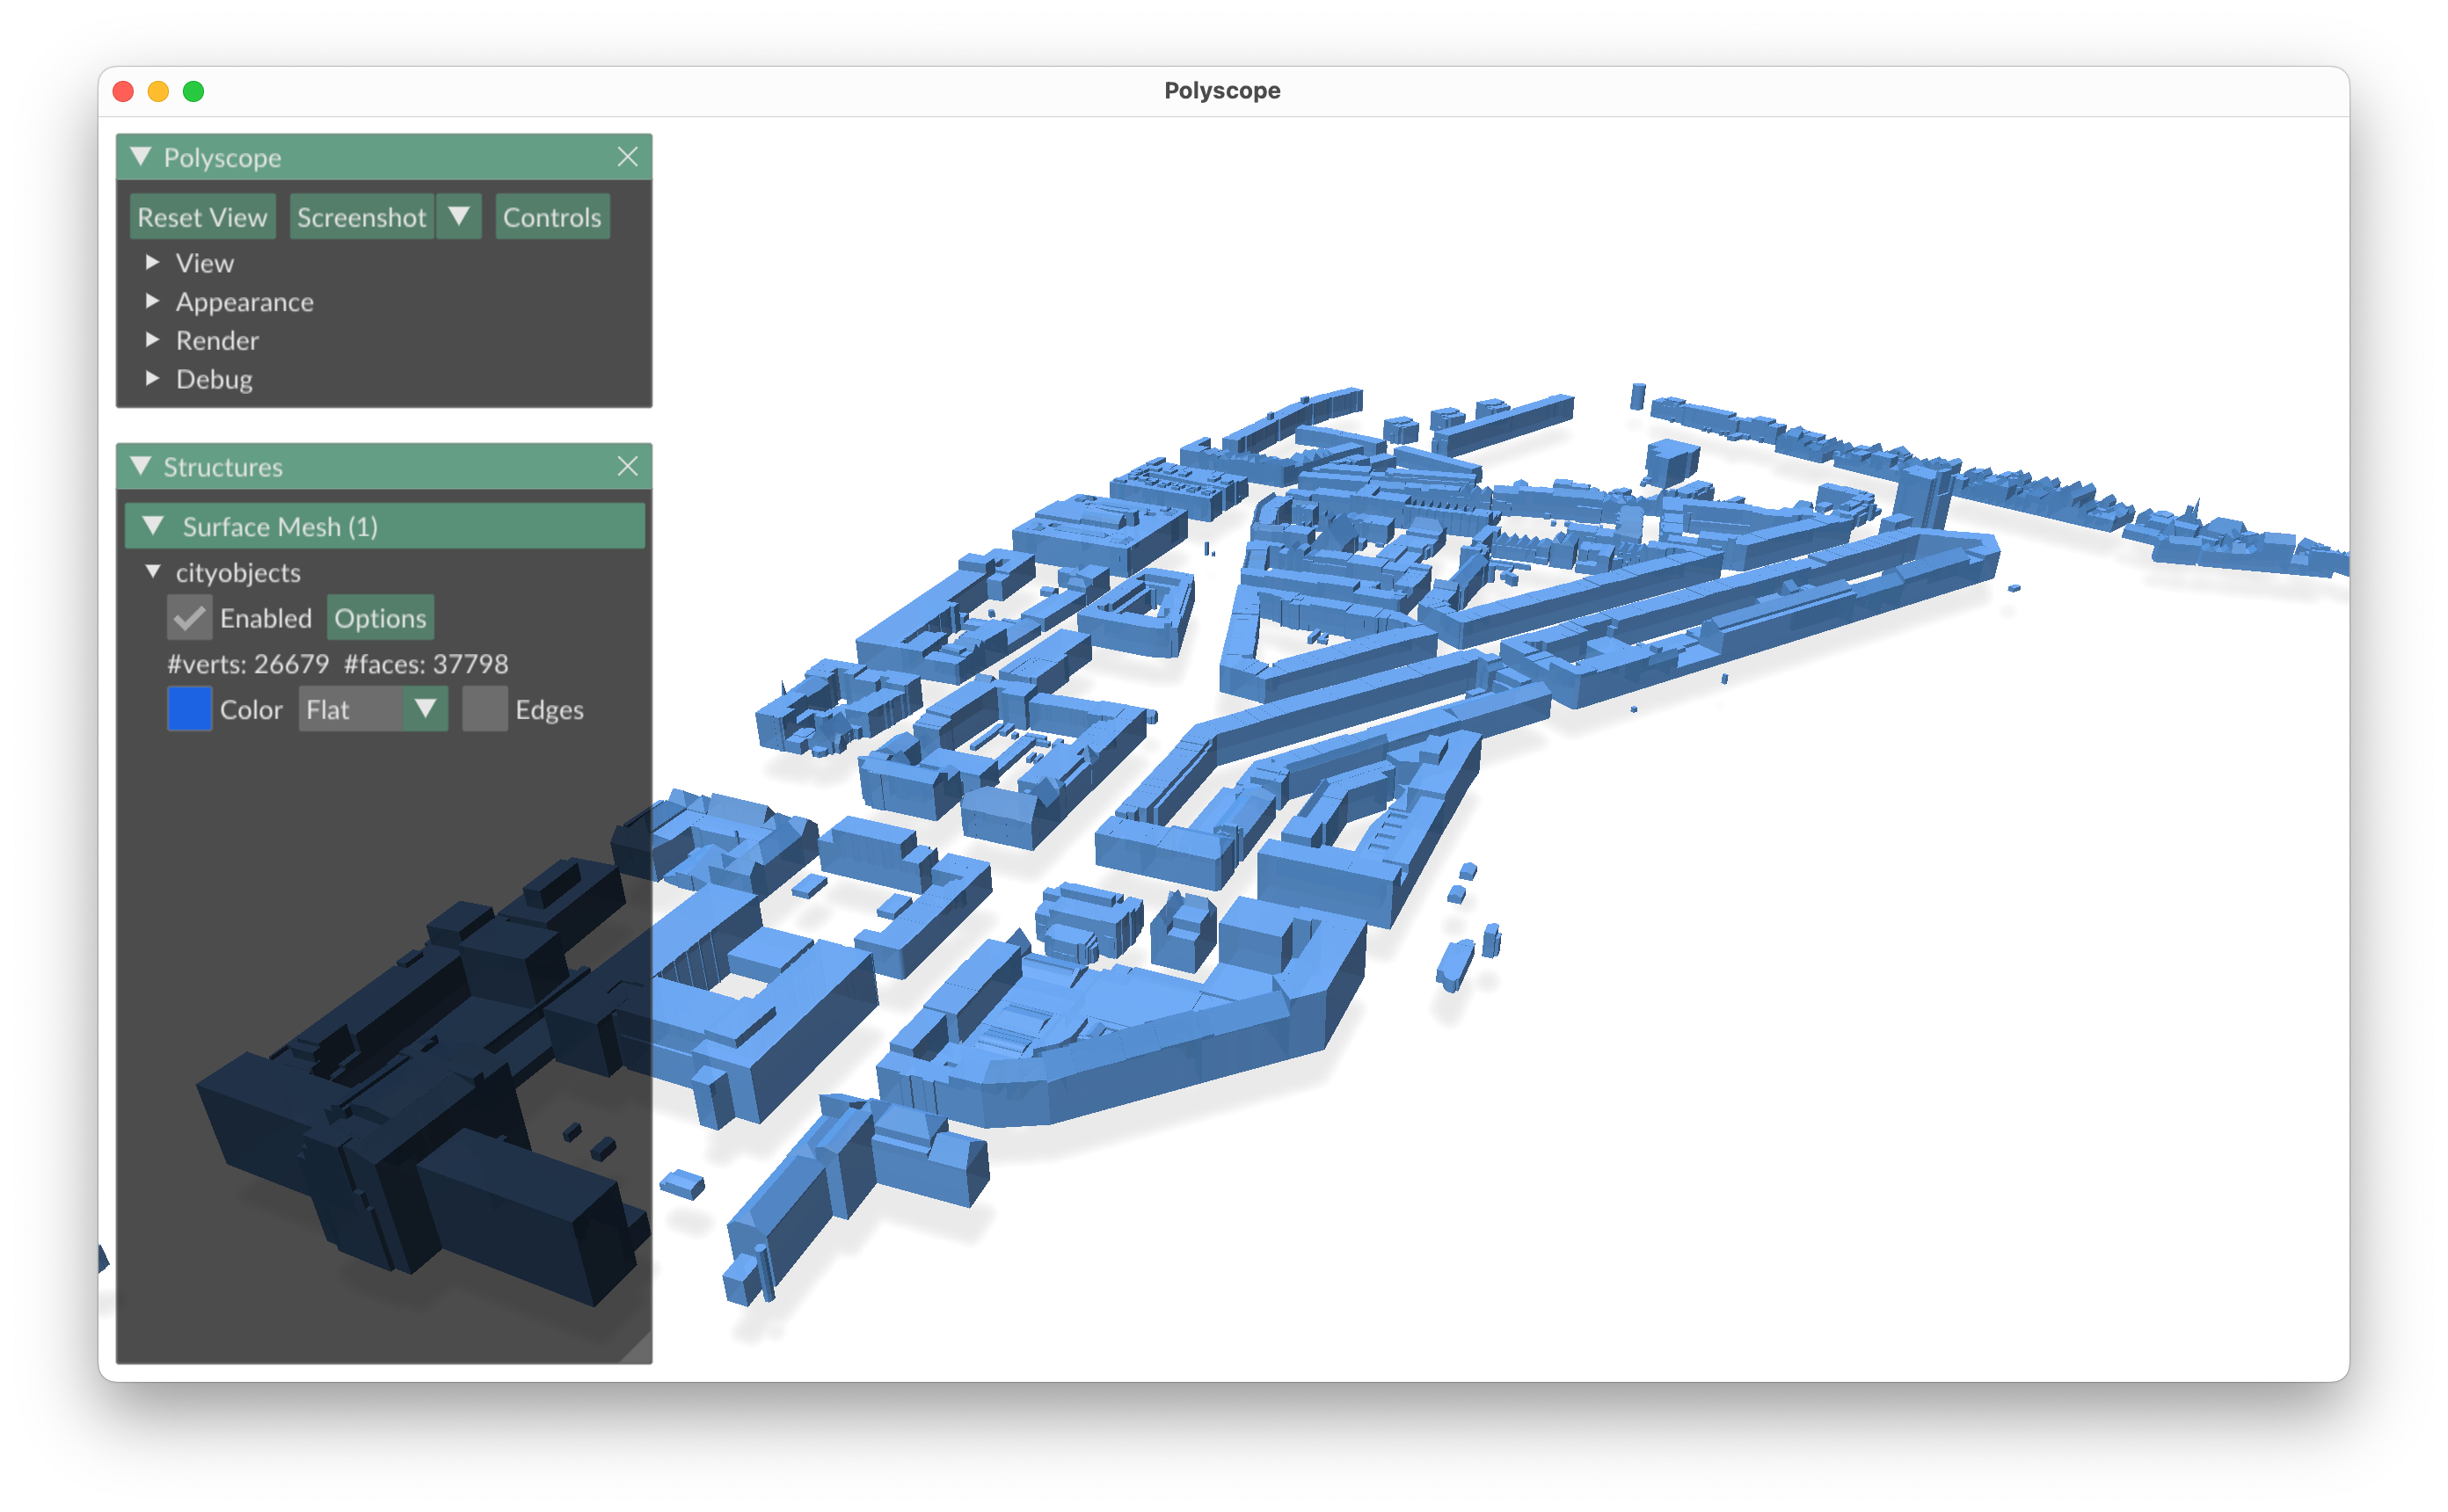 Polyscope
Polyscope
Reset View Screenshot Controls
View
Appearance
Render
Debug
Structures
Surface Mesh (1)
cityobjects
Enabled Options
#verts: 26679 #faces: 37798
Color Flat Edges